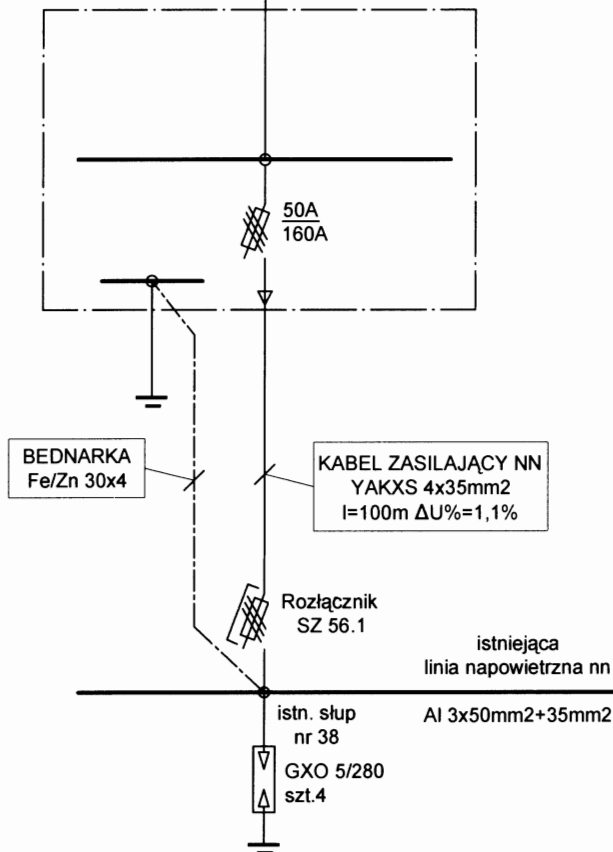 50A
160A
BEDNARKA
Fe/Zn 30x4
KABEL ZASILAJĄCY NN
YAKXS 4x35mm2
l=100m ΔU%=1,1%
Rozłącznik
SZ 56.1
istniejąca
linia napowietrzna nn
Al 3x50mm2+35mm2
istn. słup
nr 38
GXO 5/280
szt.4